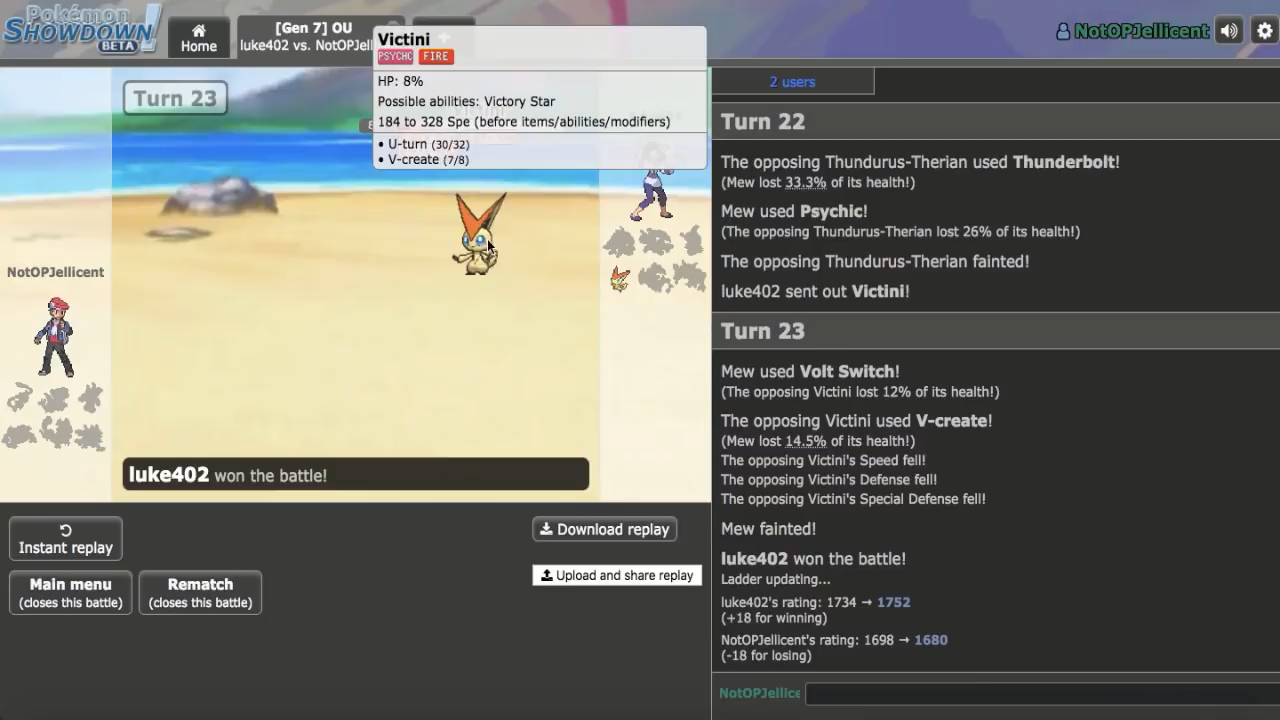 Pokémon
SHOWDOWN!
BETA
Home
[Gen 7] OU
luke402 vs. NotOPJell
Victini
PSYCHC FIRE
HP: 8%
Possible abilities: Victory Star
184 to 328 Spe (before items/abilities/modifiers)
• U-turn (30/32)
• V-create (7/8)
NotOPJellicent
Turn 23
NotOPJellicent
luke402 won the battle!
Instant replay
Download replay
Upload and share replay
Main menu
(closes this battle)
Rematch
(closes this battle)
2 users
Turn 22
The opposing Thundurus-Therian used Thunderbolt!
(Mew lost 33.3% of its health!)
Mew used Psychic!
(The opposing Thundurus-Therian lost 26% of its health!)
The opposing Thundurus-Therian fainted!
luke402 sent out Victini!
Turn 23
Mew used Volt Switch!
(The opposing Victini lost 12% of its health!)
The opposing Victini used V-create!
(Mew lost 14.5% of its health!)
The opposing Victini's Speed fell!
The opposing Victini's Defense fell!
The opposing Victini's Special Defense fell!
Mew fainted!
luke402 won the battle!
Ladder updating...
luke402's rating: 1734 → 1752
(+18 for winning)
NotOPJellicent's rating: 1698 → 1680
(-18 for losing)
NotOPJellice